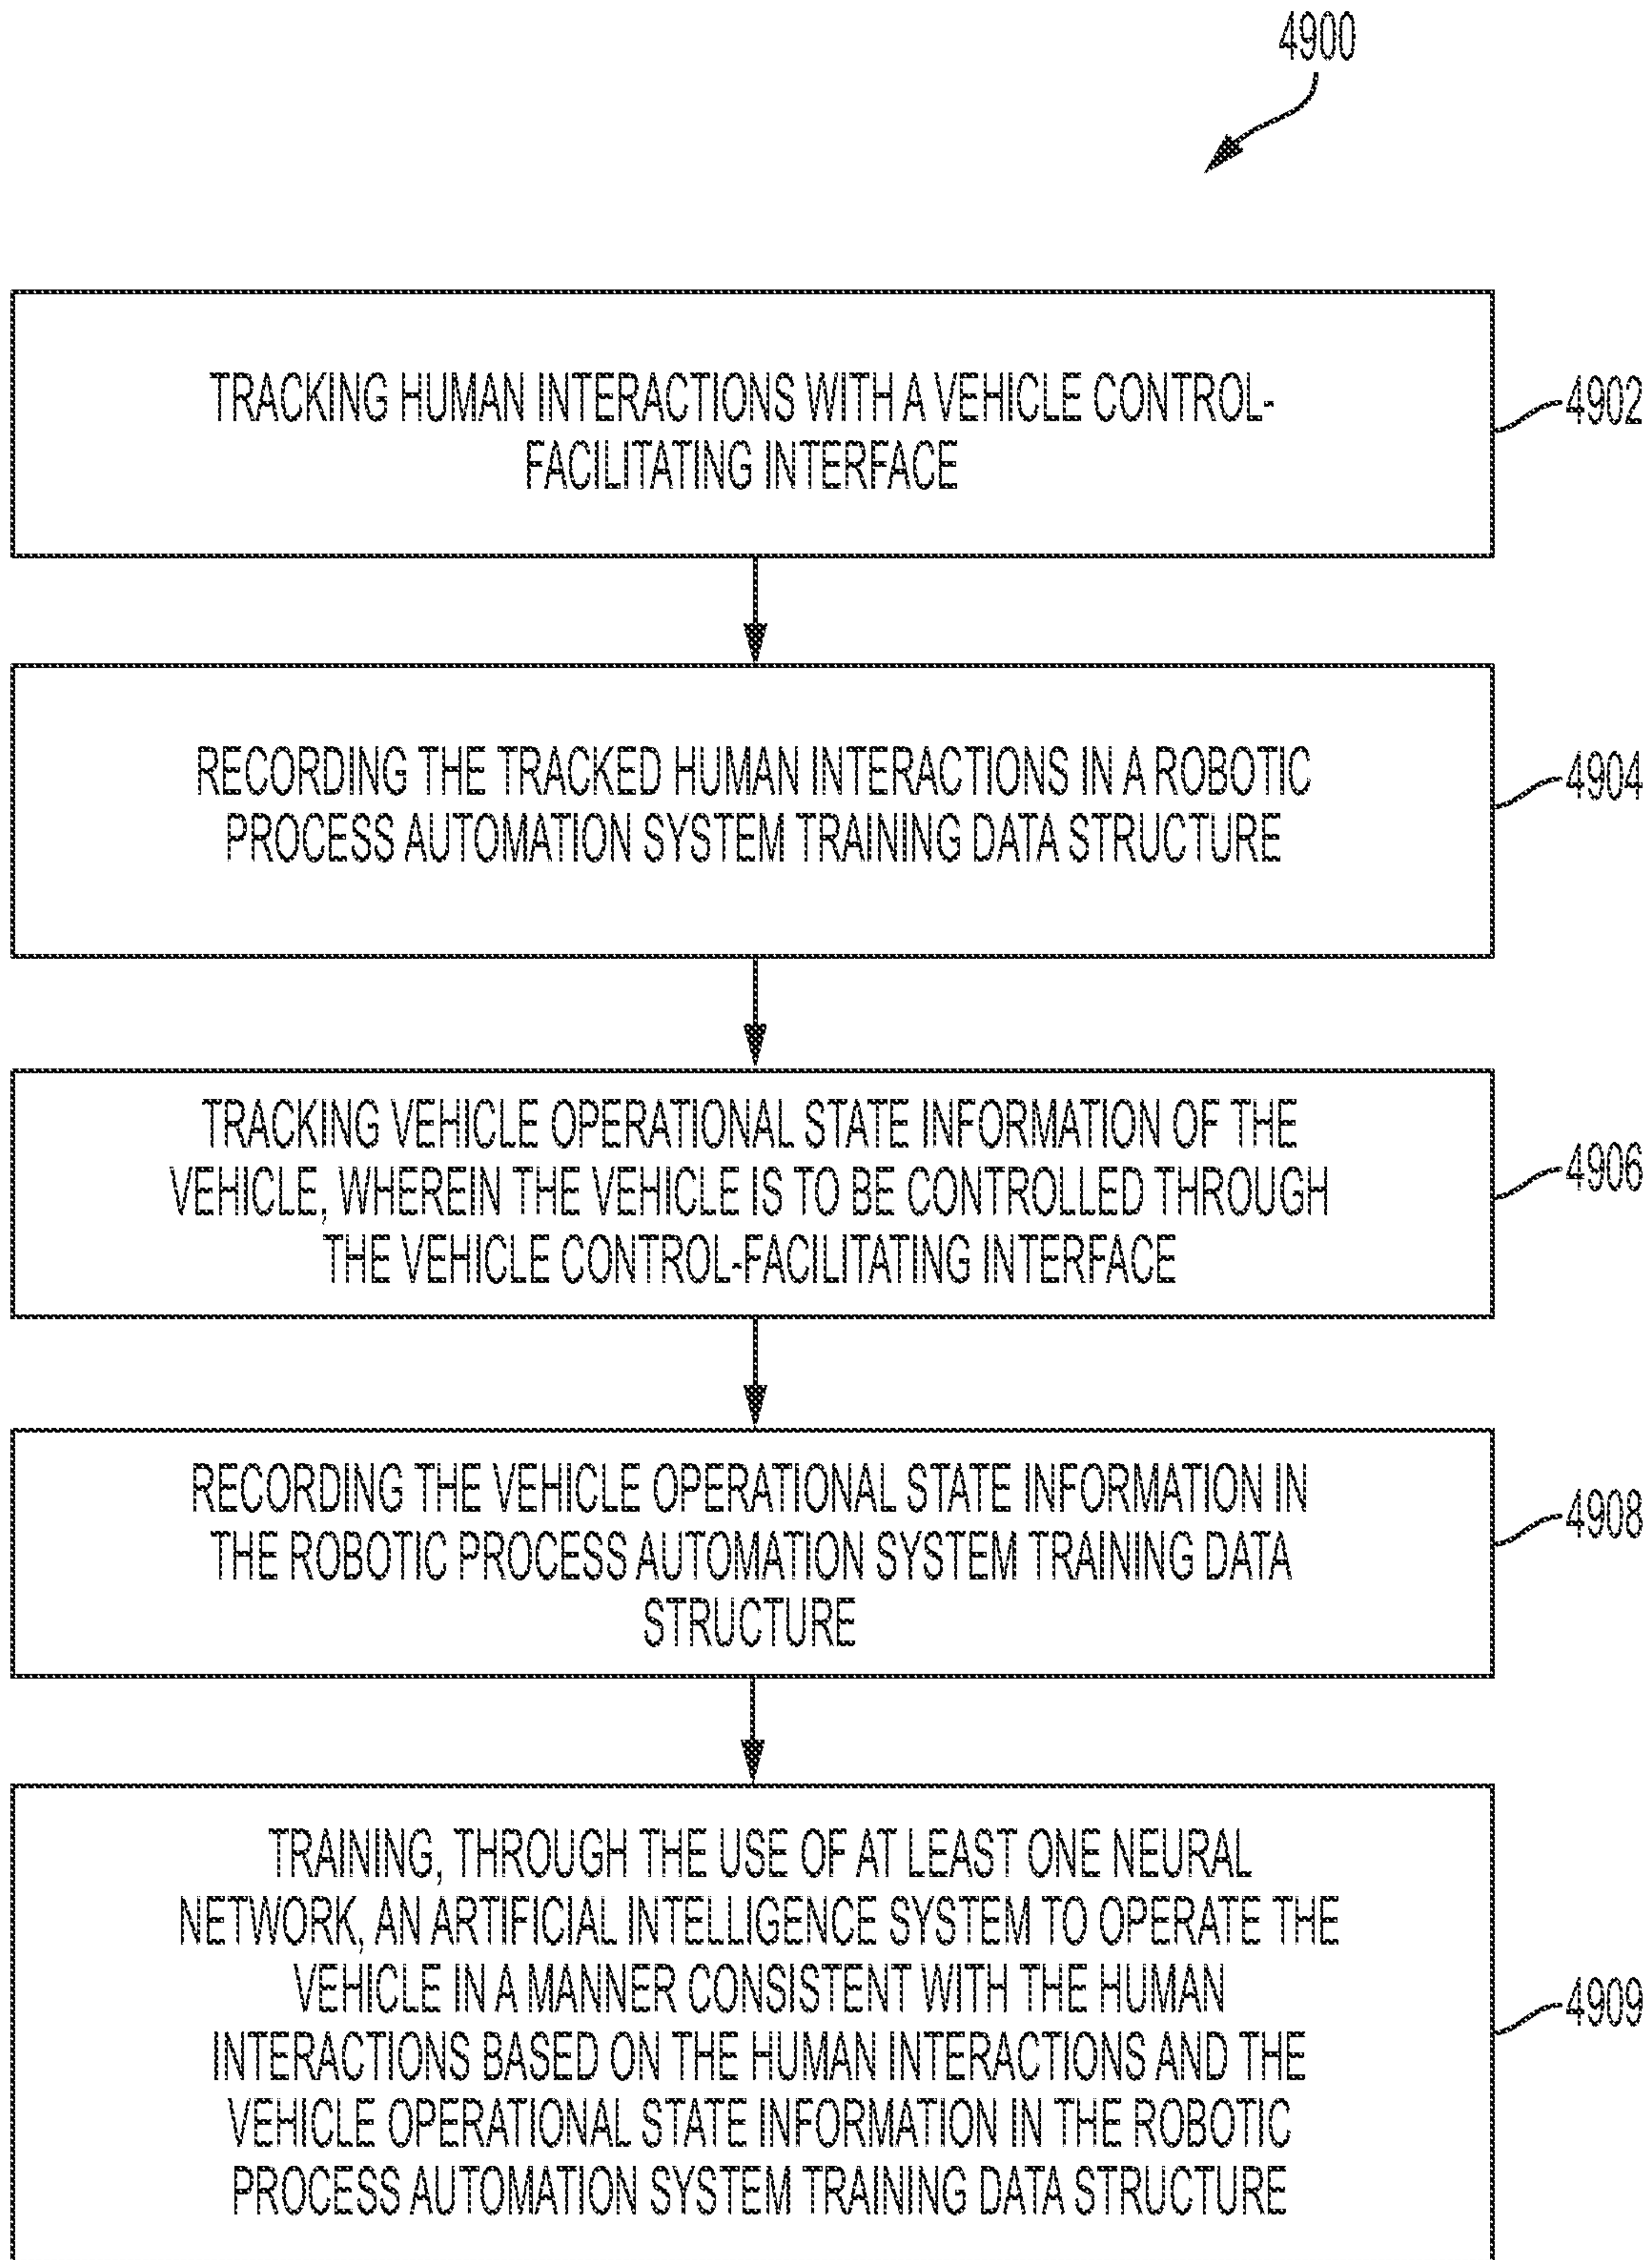 4900
TRACKING HUMAN INTERACTIONS WITH A VEHICLE CONTROL-
FACILITATING INTERFACE
4902
RECORDING THE TRACKED HUMAN INTERACTIONS IN A ROBOTIC
PROCESS AUTOMATION SYSTEM TRAINING DATA STRUCTURE
4904
TRACKING VEHICLE OPERATIONAL STATE INFORMATION OF THE
VEHICLE, WHEREIN THE VEHICLE IS TO BE CONTROLLED THROUGH
THE VEHICLE CONTROL-FACILITATING INTERFACE
4906
RECORDING THE VEHICLE OPERATIONAL STATE INFORMATION IN
THE ROBOTIC PROCESS AUTOMATION SYSTEM TRAINING DATA
STRUCTURE
4908
TRAINING, THROUGH THE USE OF AT LEAST ONE NEURAL
NETWORK, AN ARTIFICIAL INTELLIGENCE SYSTEM TO OPERATE THE
VEHICLE IN A MANNER CONSISTENT WITH THE HUMAN
INTERACTIONS BASED ON THE HUMAN INTERACTIONS AND THE
VEHICLE OPERATIONAL STATE INFORMATION IN THE ROBOTIC
PROCESS AUTOMATION SYSTEM TRAINING DATA STRUCTURE
4909